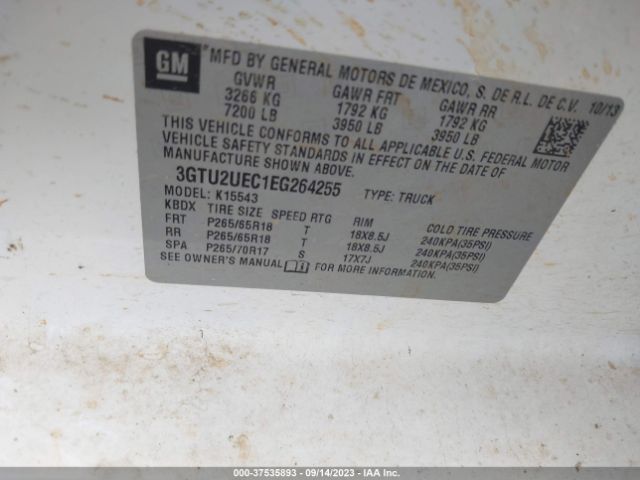 GM
*MFD BY GENERAL MOTORS DE MEXICO, S. DE R.L. DE C.V. 10/13
GVWR GAWR FRT GAWR RR
3266 KG 1792 KG 1792 KG
7200 LB 3950 LB 3950 LB
THIS VEHICLE CONFORMS TO ALL APPLICABLE U.S. FEDERAL MOTOR
VEHICLE SAFETY STANDARDS IN EFFECT ON THE DATE OF
MANUFACTURE SHOWN ABOVE.
3GTU2UEC1EG264255
MODEL: K15543 TYPE: TRUCK
KBDX TIRE SIZE SPEED RTG RIM COLD TIRE PRESSURE
FRT P265/65R18 T 18X8.5J 240KPA(35PSI)
RR P265/65R18 T 18X8.5J 240KPA(35PSI)
SPA P265/70R17 S 17X7J 240KPA(35PSI)
SEE OWNER'S MANUAL FOR MORE INFORMATION
000-37535893 - 09/14/2023 - IAA Inc.